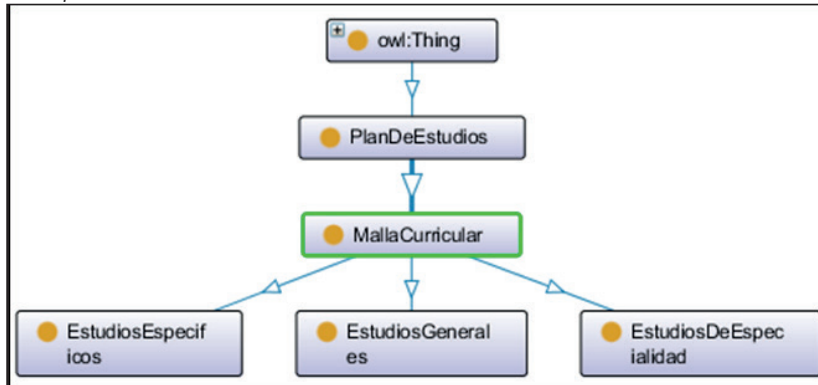 owl:Thing
PlanDeEstudios
MallaCurricular
EstudiosEspecif
icos
EstudiosGeneral
es
EstudiosDeEspec
ialidad